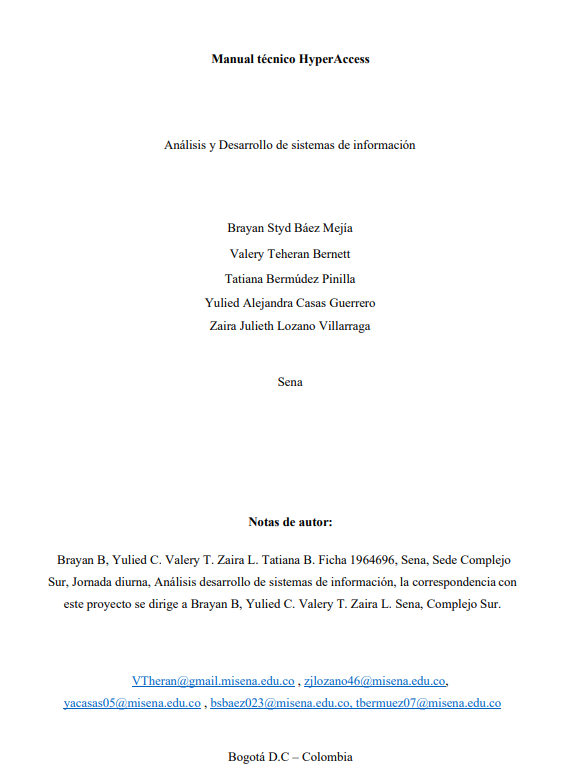 Manual técnico HyperAccess
Análisis y Desarrollo de sistemas de información
Brayan Styd Báez Mejía
Valery Teheran Bernett
Tatiana Bermúdez Pinilla
Yulied Alejandra Casas Guerrero
Zaira Julieth Lozano Villarraga
Sena
Notas de autor:
Brayan B, Yulied C. Valery T. Zaira L. Tatiana B. Ficha 1964696, Sena, Sede Complejo
Sur, Jornada diurna, Análisis desarrollo de sistemas de información, la correspondencia con
este proyecto se dirige a Brayan B, Yulied C. Valery T. Zaira L. Sena, Complejo Sur.
VTheran@gmail.misena.edu.co , zjlozano46@misena.edu.co,
yacasas05@misena.edu.co , bsbaez023@misena.edu.co, tbermuez07@misena.edu.co
Bogotá D.C – Colombia